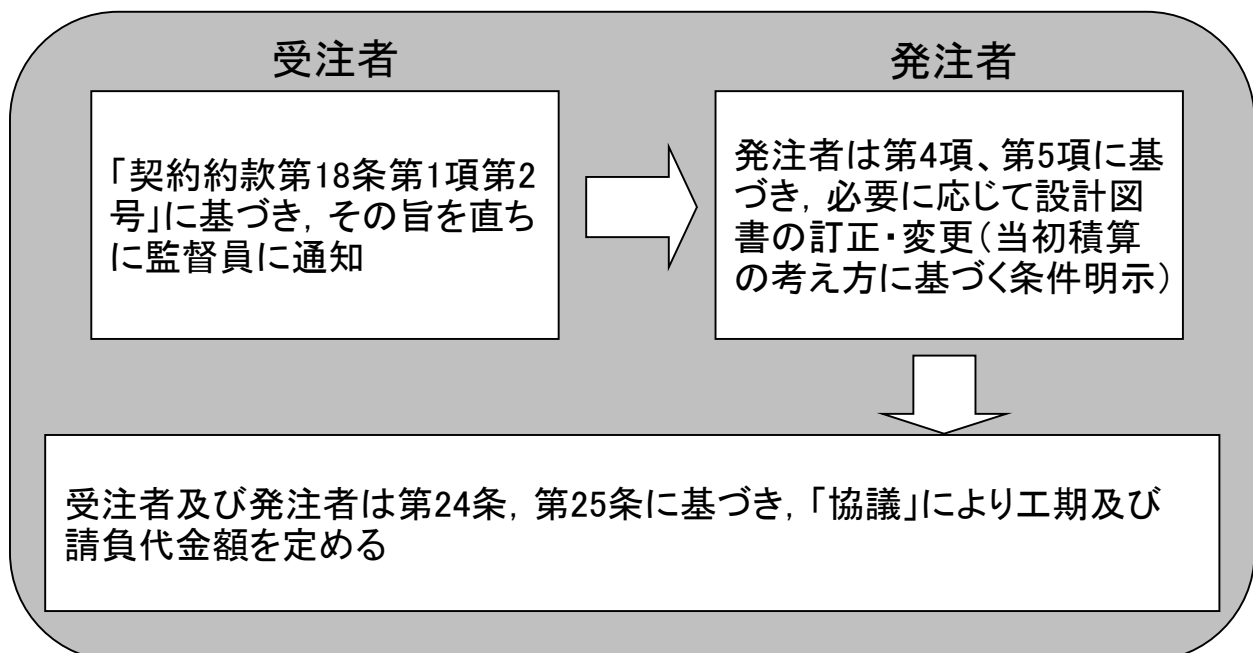 受注者
発注者
「契約約款第18条第1項第2
号」に基づき，その旨を直ち
に監督員に通知
発注者は第4項、第5項に基
づき，必要に応じて設計図
書の訂正・変更（当初積算
の考え方に基づく条件明示）
受注者及び発注者は第24条，第25条に基づき，「協議」により工期及び
請負代金額を定める